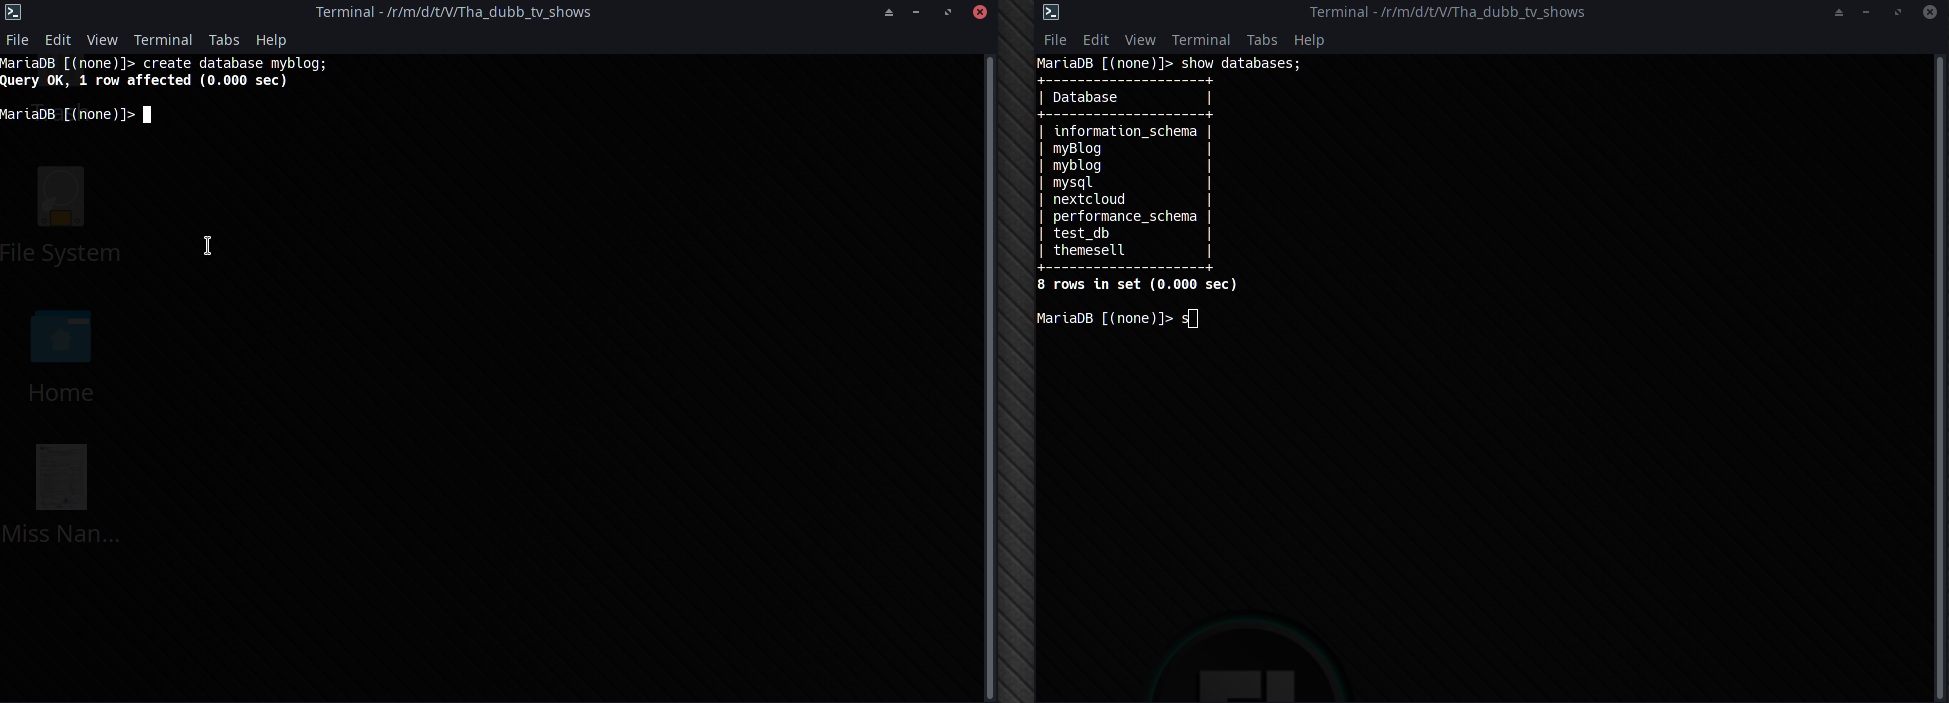 Terminal - /r/m/d/t/V/Tha_dubb_tv_shows
File Edit View Terminal Tabs Help
MariaDB [(none)]> create database myblog;
Query OK, 1 row affected (0.000 sec)
MariaDB [(none)]>
File System
Home
Miss Nan...
Terminal - /r/m/d/t/V/Tha_dubb_tv_shows
File Edit View Terminal Tabs Help
MariaDB [(none)]> show databases;
+--------------------+
| Database           |
+--------------------+
| information_schema |
| myBlog             |
| myblog             |
| mysql              |
| nextcloud          |
| performance_schema |
| test_db            |
| themesell          |
+--------------------+
8 rows in set (0.000 sec)
MariaDB [(none)]> s